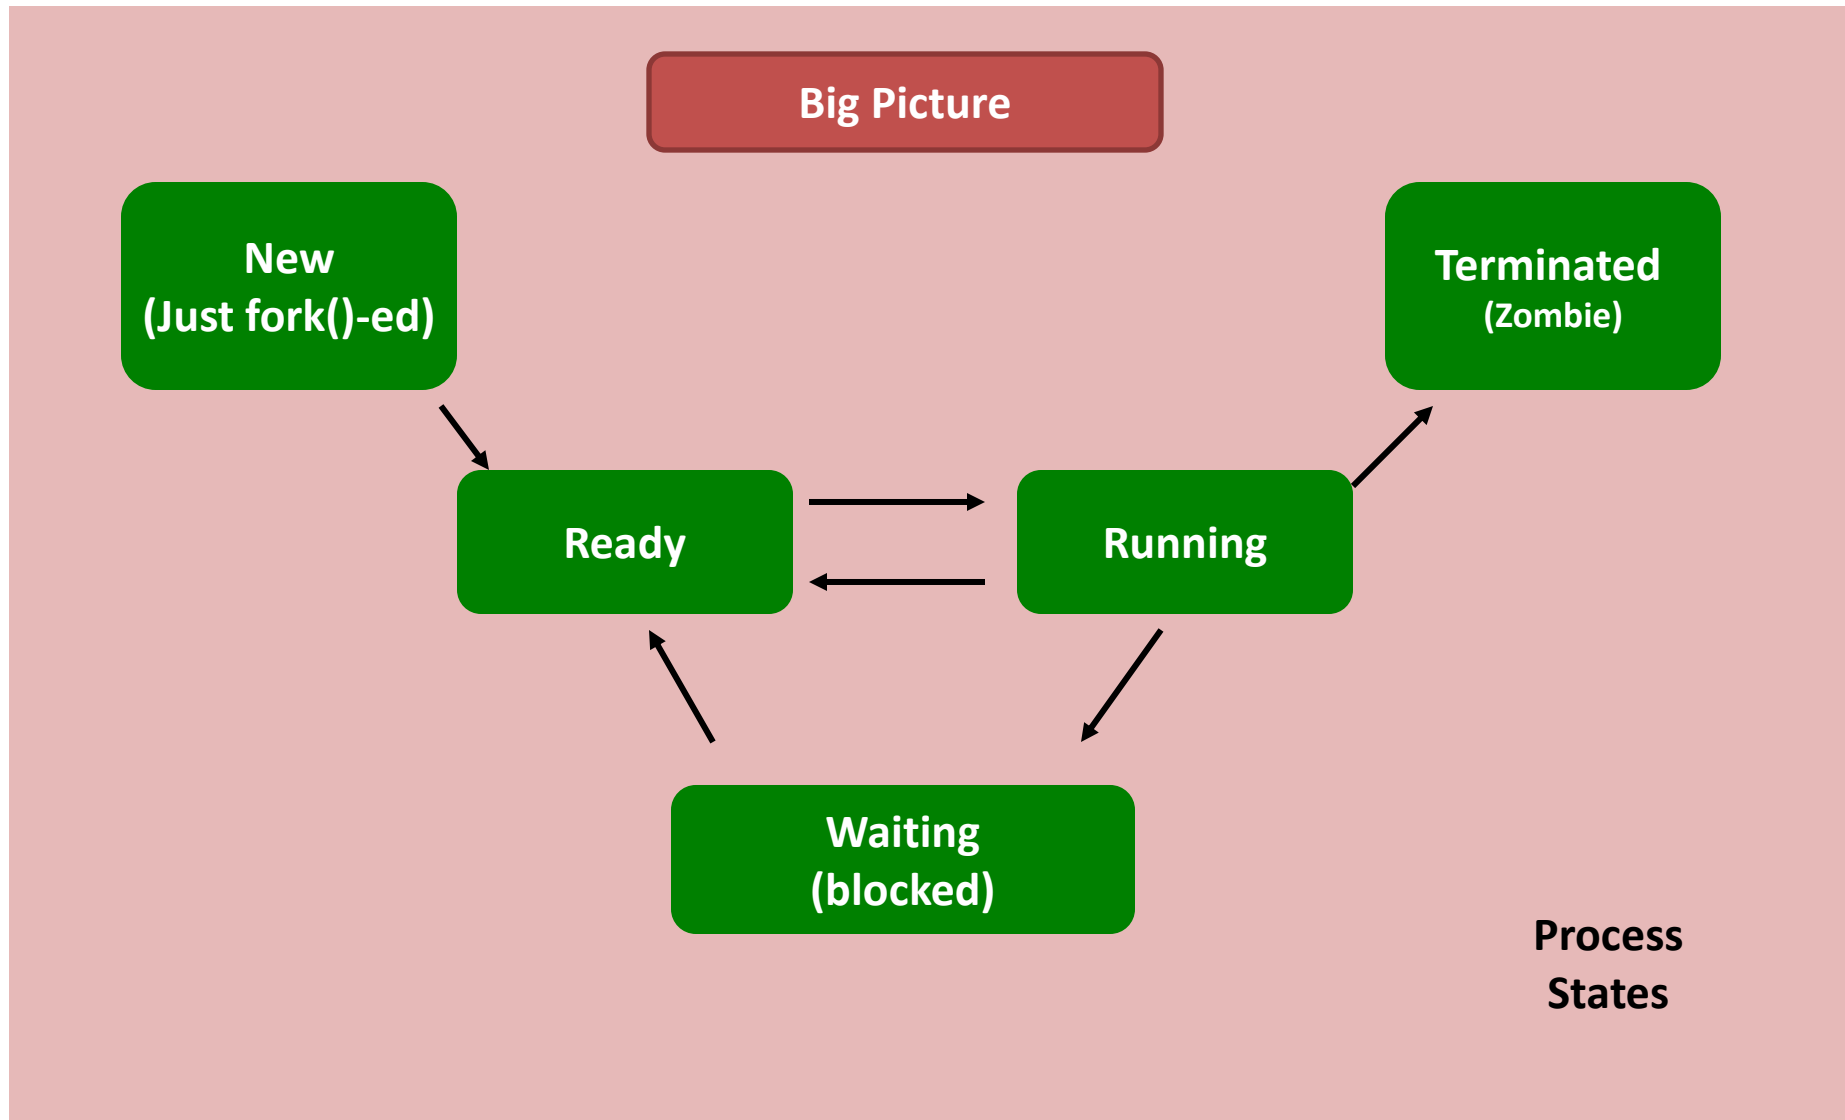 Big Picture
New
(Just fork()-ed)
Terminated
(Zombie)
Ready
Running
Waiting
(blocked)
Process
States